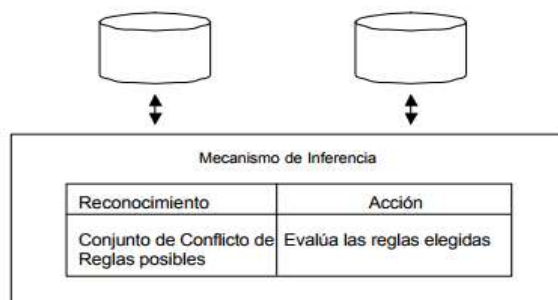 Mecanismo de Inferencia
Reconocimiento
Acción
Conjunto de Conflicto de
Reglas posibles
Evalúa las reglas elegidas